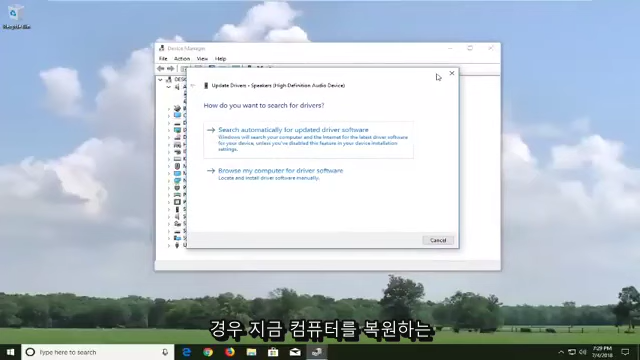 Recycle Bin
Device Manager
File Action View Help
Update Drivers - Speakers (High Definition Audio Device)
How do you want to search for drivers?
Search automatically for updated driver software
Windows will search your computer and the Internet for the latest driver software
for your device, unless you've disabled this feature in your device installation
settings.
Browse my computer for driver software
Locate and install driver software manually.
Cancel
경우 지금 컴퓨터를 복원하는
Type here to search
7:29 PM
7/4/2018